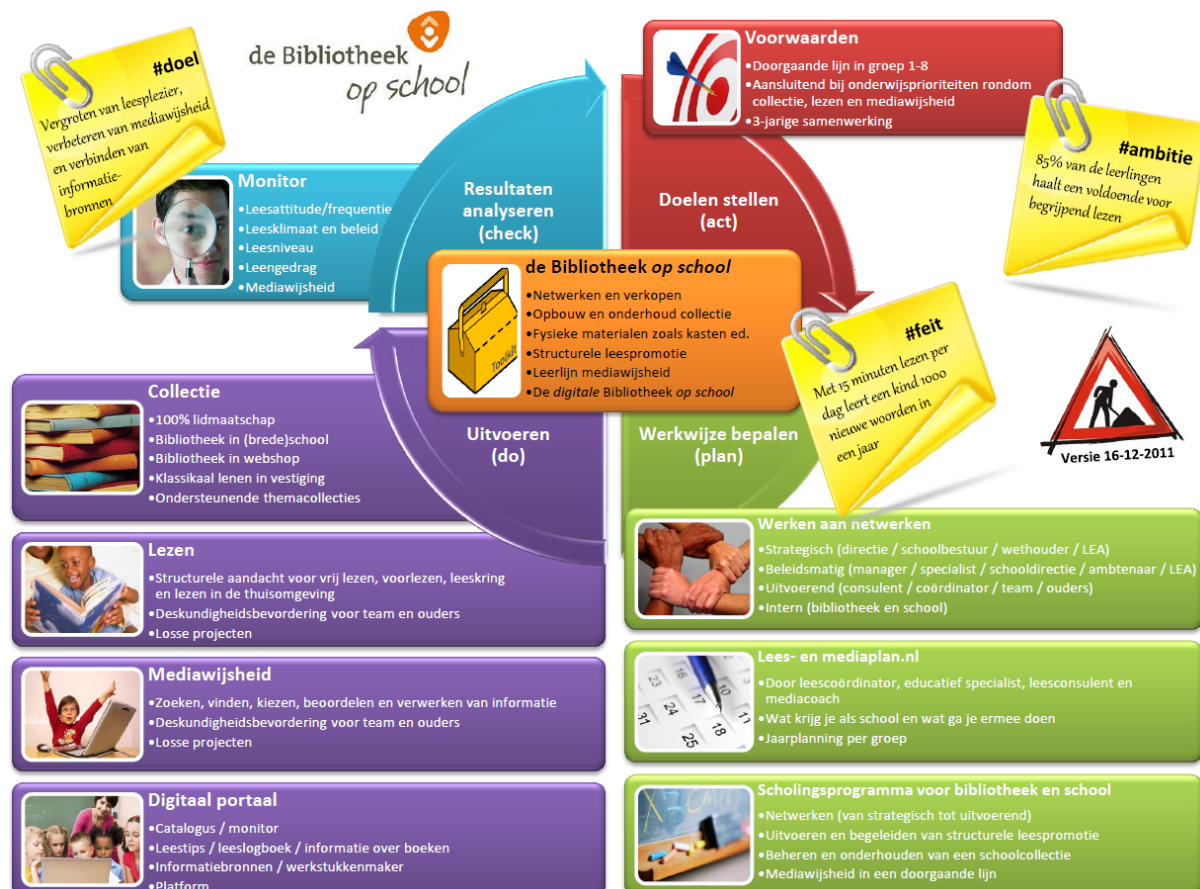 de Bibliotheek
op school
#doel
Vergroten van leesplezier,
verbeteren van mediawijsheid
en verbinden van
informatie-
bronnen
Voorwaarden
•Doorgaande lijn in groep 1-8
•Aansluitend bij onderwijsprioriteiten rondom
collectie, lezen en mediawijsheid
•3-jarige samenwerking
#ambitie
85% van de leerlingen
haalt een voldoende voor
begrijpend lezen
Monitor
•Leesattitude/frequentie
•Leesklimaat en beleid
•Leesniveau
•Leengedrag
•Mediawijsheid
Resultaten
analyseren
(check)
Doelen stellen
(act)
de Bibliotheek op school
•Netwerken en verkopen
•Opbouw en onderhoud collectie
•Fysieke materialen zoals kasten ed.
•Structurele leespromotie
•Leerlijn mediawijsheid
•De digitale Bibliotheek op school
Toolkit
#feit
Met 15 minuten lezen per
dag leert een kind 1000
nieuwe woorden in
een jaar
Versie 16-12-2011
Uitvoeren
(do)
Werkwijze bepalen
(plan)
Collectie
•100% lidmaatschap
•Bibliotheek in (brede)school
•Bibliotheek in webshop
•Klassikaal lenen in vestiging
•Ondersteunende themacollecties
Lezen
•Structurele aandacht voor vrij lezen, voorlezen, leeskring
en lezen in de thuisomgeving
•Deskundigheidsbevordering voor team en ouders
•Losse projecten
Mediawijsheid
•Zoeken, vinden, kiezen, beoordelen en verwerken van informatie
•Deskundigheidsbevordering voor team en ouders
•Losse projecten
Digitaal portaal
•Catalogus / monitor
•Leestips / leeslogboek / informatie over boeken
•Informatiebronnen / werkstukkenmaker
•Platform
Werken aan netwerken
•Strategisch (directie / schoolbestuur / wethouder / LEA)
•Beleidsmatig (manager / specialist / schooldirectie / ambtenaar / LEA)
•Uitvoerend (consulent / coördinator / team / ouders)
•Intern (bibliotheek en school)
Lees- en mediaplan.nl
•Door leescoördinator, educatief specialist, leesconsulent en
mediacoach
•Wat krijg je als school en wat ga je ermee doen
•Jaarplanning per groep
23 16
31 24 17 10 11
25 18
Scholingsprogramma voor bibliotheek en school
•Netwerken (van strategisch tot uitvoerend)
•Uitvoeren en begeleiden van structurele leespromotie
•Beheren en onderhouden van een schoolcollectie
•Mediawijsheid in een doorgaande lijn